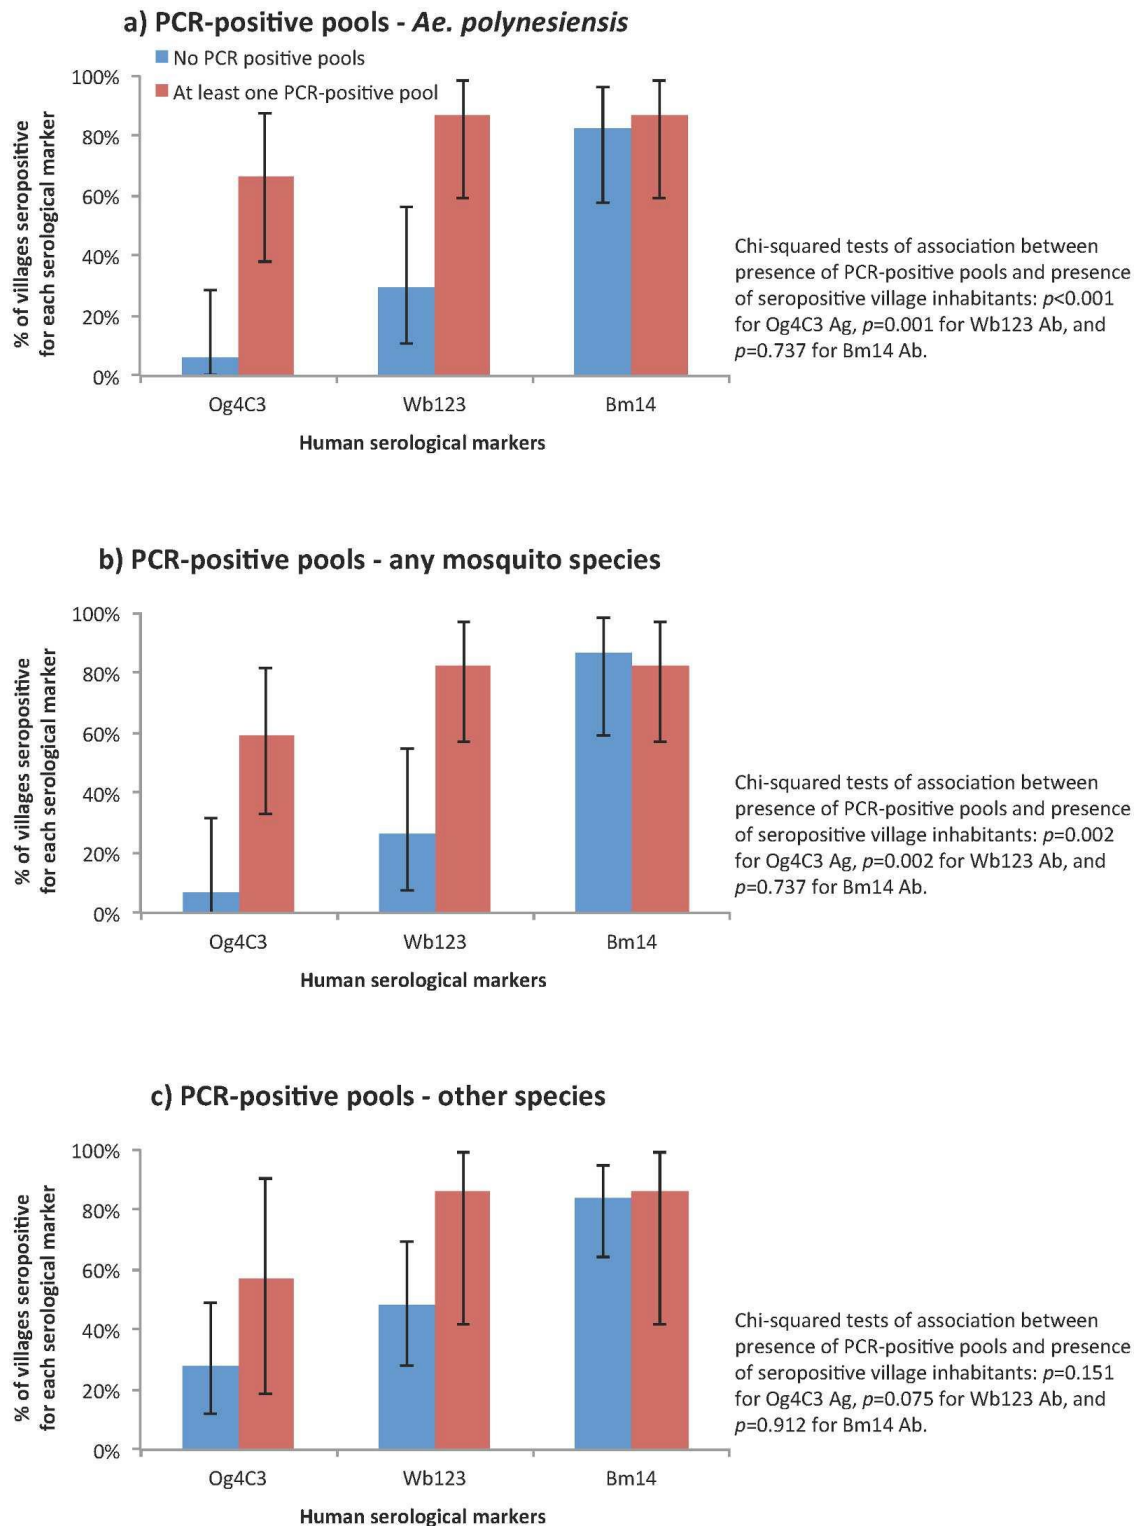 a) PCR-positive pools - Ae. polynesiensis
No PCR positive pools
At least one PCR-positive pool
% of villages seropositive
for each serological marker
100%
80%
60%
40%
20%
0%
Og4C3 Wb123 Bm14
Human serological markers
Chi-squared tests of association between
presence of PCR-positive pools and presence
of seropositive village inhabitants: p<0.001
for Og4C3 Ag, p=0.001 for Wb123 Ab, and
p=0.737 for Bm14 Ab.
b) PCR-positive pools - any mosquito species
% of villages seropositive
for each serological marker
100%
80%
60%
40%
20%
0%
Og4C3 Wb123 Bm14
Human serological markers
Chi-squared tests of association between
presence of PCR-positive pools and presence
of seropositive village inhabitants: p=0.002
for Og4C3 Ag, p=0.002 for Wb123 Ab, and
p=0.737 for Bm14 Ab.
c) PCR-positive pools - other species
% of villages seropositive
for each serological marker
100%
80%
60%
40%
20%
0%
Og4C3 Wb123 Bm14
Human serological markers
Chi-squared tests of association between
presence of PCR-positive pools and presence
of seropositive village inhabitants: p=0.151
for Og4C3 Ag, p=0.075 for Wb123 Ab, and
p=0.912 for Bm14 Ab.